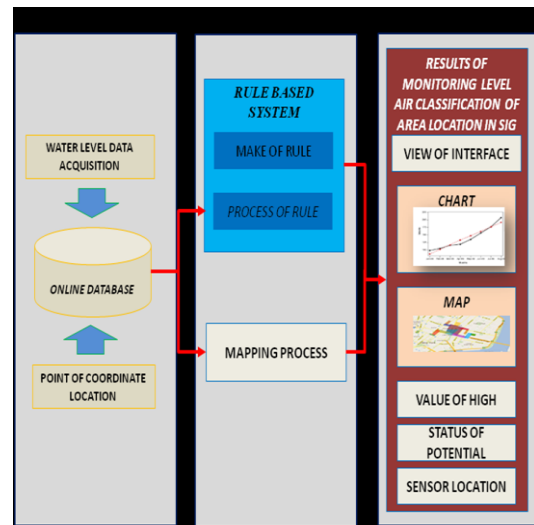 WATER LEVEL DATA
ACQUISITION
ONLINE DATABASE
POINT OF COORDINATE
LOCATION
RULE BASED
SYSTEM
MAKE OF RULE
PROCESS OF RULE
MAPPING PROCESS
RESULTS OF
MONITORING LEVEL
AIR CLASSIFICATION OF
AREA LOCATION IN SIG
VIEW OF INTERFACE
CHART
MAP
VALUE OF HIGH
STATUS OF
POTENTIAL
SENSOR LOCATION